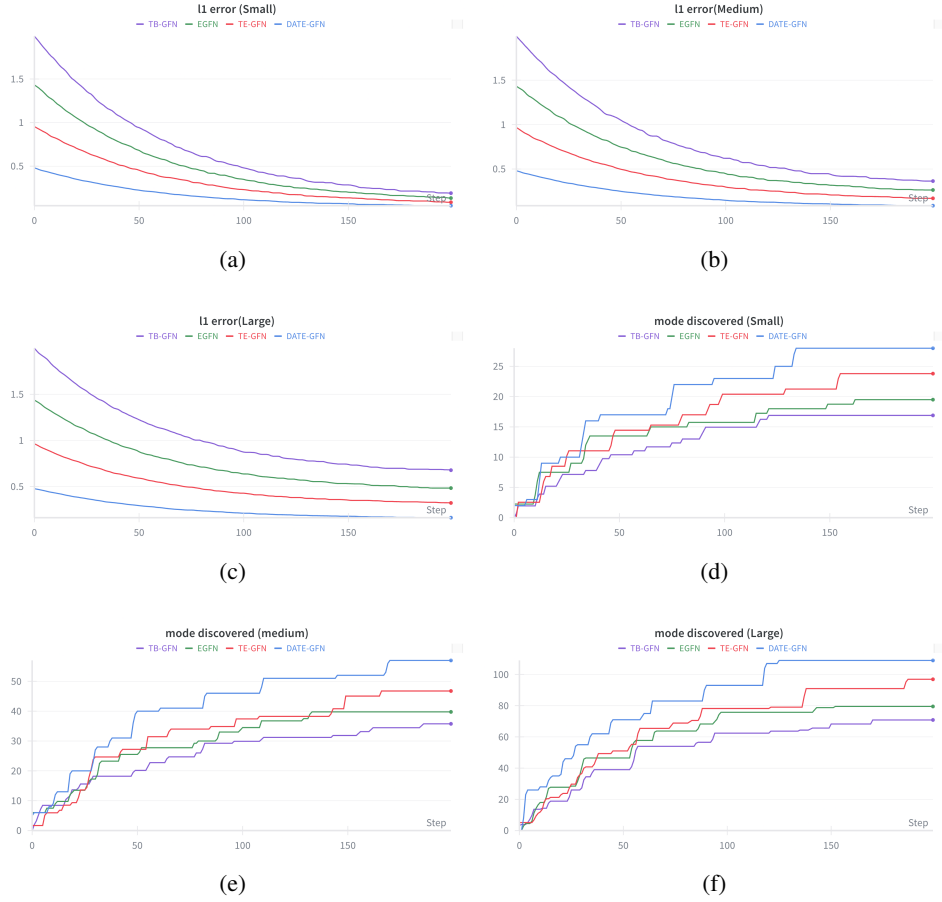 l1 error (Small)
TB-GFN EGFN TE-GFN DATE-GFN
1.5
1
0.5
Step
0 50 100 150
(a)
l1 error(Medium)
TB-GFN EGFN TE-GFN DATE-GFN
1.5
1
0.5
Step
0 50 100 150
(b)
l1 error(Large)
TB-GFN EGFN TE-GFN DATE-GFN
1.5
1
0.5
Step
0 50 100 150
(c)
mode discovered (Small)
TB-GFN EGFN TE-GFN DATE-GFN
25
20
15
10
5
0
Step
0 50 100 150
(d)
mode discovered (medium)
TB-GFN EGFN TE-GFN DATE-GFN
50
40
30
20
10
0
Step
0 50 100 150
(e)
mode discovered (Large)
TB-GFN EGFN TE-GFN DATE-GFN
100
80
60
40
20
0
Step
0 50 100 150
(f)